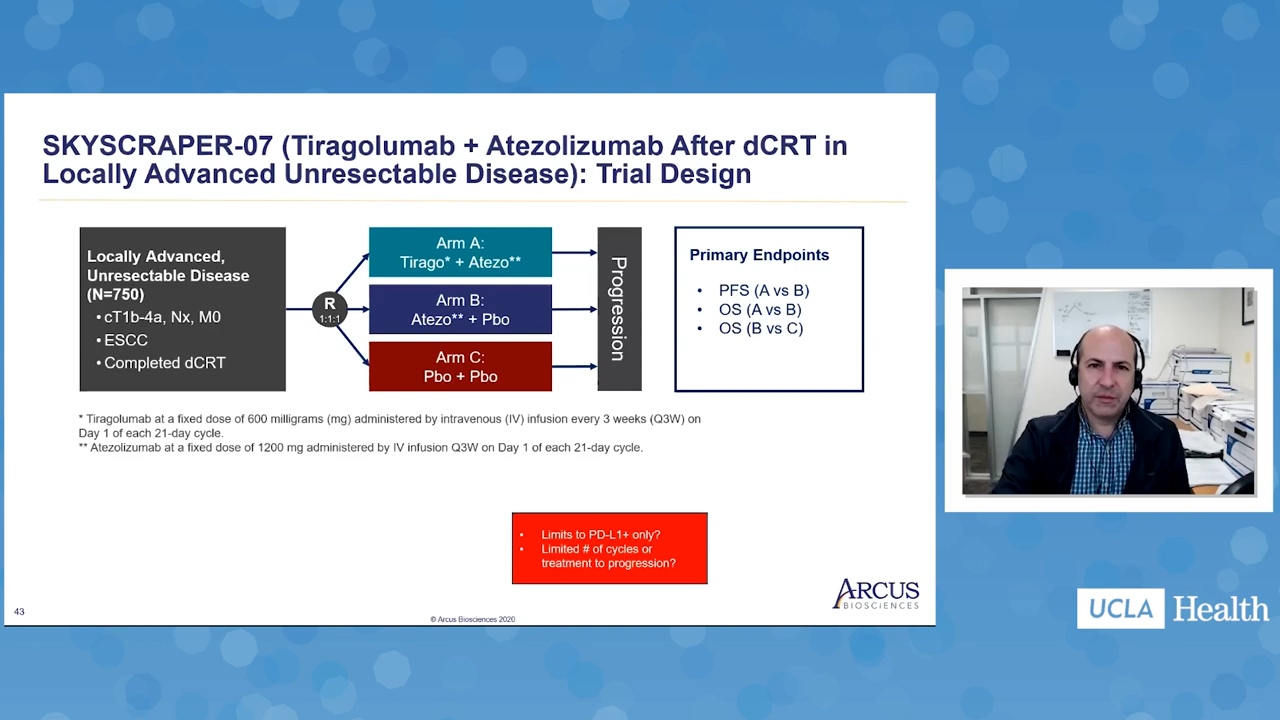 SKYSCRAPER-07 (Tiragolumab + Atezolizumab After dCRT in
Locally Advanced Unresectable Disease): Trial Design
Locally Advanced,
Unresectable Disease
(N=750)
• cT1b-4a, Nx, M0
• ESCC
• Completed dCRT
R
1:1:1
Arm A:
Tirago* + Atezo**
Arm B:
Atezo** + Pbo
Arm C:
Pbo + Pbo
Progression
Primary Endpoints
• PFS (A vs B)
• OS (A vs B)
• OS (B vs C)
* Tiragolumab at a fixed dose of 600 milligrams (mg) administered by intravenous (IV) infusion every 3 weeks (Q3W) on
Day 1 of each 21-day cycle.
** Atezolizumab at a fixed dose of 1200 mg administered by IV infusion Q3W on Day 1 of each 21-day cycle.
• Limits to PD-L1+ only?
• Limited # of cycles or
treatment to progression?
ARCUS
BIOSCIENCES
43
© Arcus Biosciences 2020
UCLA Health